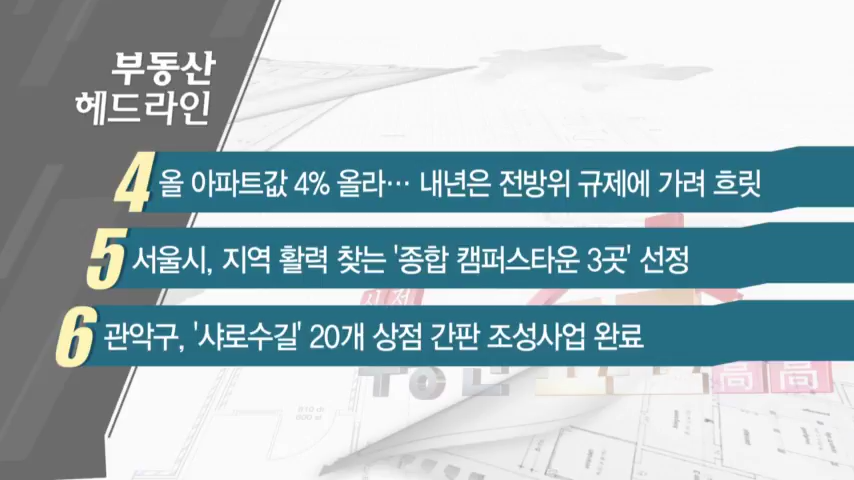 부동산
헤드라인
4 올 아파트값 4% 올라… 내년은 전방위 규제에 가려 흐릿
5 서울시, 지역 활력 찾는 '종합 캠퍼스타운 3곳' 선정
6 관악구, '샤로수길' 20개 상점 간판 조성사업 완료
高 高